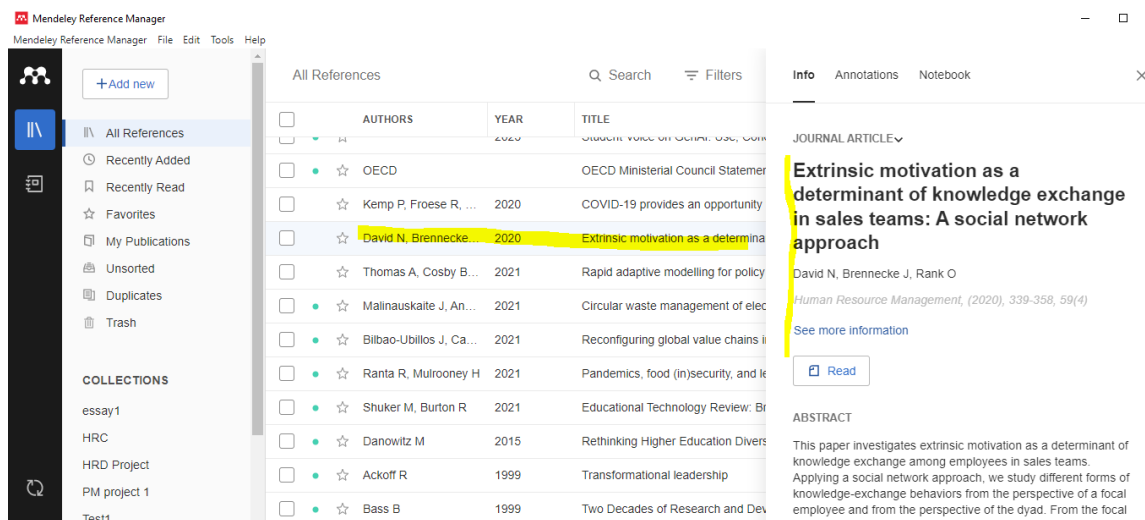 Mendeley Reference Manager
Mendeley Reference Manager File Edit Tools Help
+Add new
All References
Recently Added
Recently Read
Favorites
My Publications
Unsorted
Duplicates
Trash
COLLECTIONS
essay1
HRC
HRD Project
PM project 1
Test1
All References
Search
Filters
AUTHORS YEAR TITLE
OECD OECD Ministerial Council Statemen
Kemp P, Froese R, ... 2020 COVID-19 provides an opportunity
David N, Brennecke... 2020 Extrinsic motivation as a determina
Thomas A, Cosby B... 2021 Rapid adaptive modelling for policy
Malinauskaite J, An... 2021 Circular waste management of elec
Bilbao-Ubillos J, Ca... 2021 Reconfiguring global value chains i
Ranta R, Mulrooney H 2021 Pandemics, food (in)security, and le
Shuker M, Burton R 2021 Educational Technology Review: Br
Danowitz M 2015 Rethinking Higher Education Divers
Ackoff R 1999 Transformational leadership
Bass B 1999 Two Decades of Research and Dev
Info Annotations Notebook
JOURNAL ARTICLE
Extrinsic motivation as a
determinant of knowledge exchange
in sales teams: A social network
approach
David N, Brennecke J, Rank O
Human Resource Management, (2020), 339-358, 59(4)
See more information
Read
ABSTRACT
This paper investigates extrinsic motivation as a determinant of
knowledge exchange among employees in sales teams.
Applying a social network approach, we study different forms of
knowledge-exchange behaviors from the perspective of a focal
employee and from the perspective of the dyad. From the focal